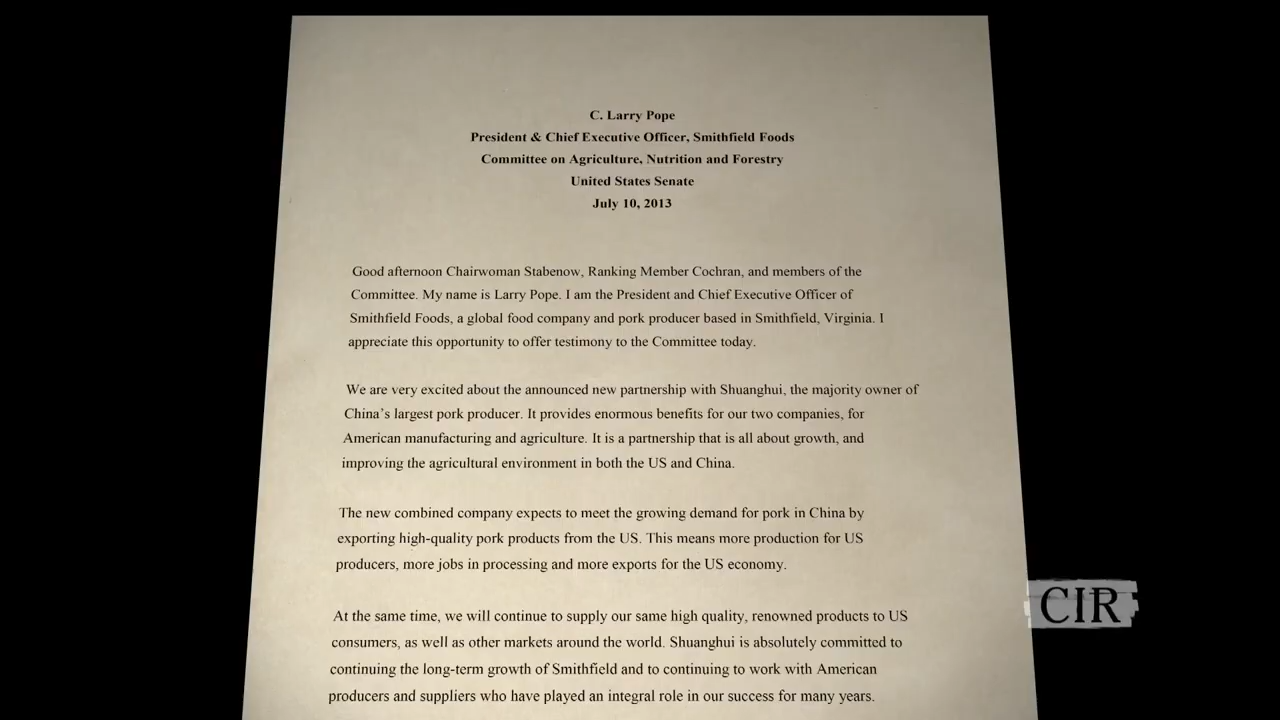 C. Larry Pope
President & Chief Executive Officer, Smithfield Foods
Committee on Agriculture, Nutrition and Forestry
United States Senate
July 10, 2013
Good afternoon Chairwoman Stabenow, Ranking Member Cochran, and members of the
Committee. My name is Larry Pope. I am the President and Chief Executive Officer of
Smithfield Foods, a global food company and pork producer based in Smithfield, Virginia. I
appreciate this opportunity to offer testimony to the Committee today.
We are very excited about the announced new partnership with Shuanghui, the majority owner of
China’s largest pork producer. It provides enormous benefits for our two companies, for
American manufacturing and agriculture. It is a partnership that is all about growth, and
improving the agricultural environment in both the US and China.
The new combined company expects to meet the growing demand for pork in China by
exporting high-quality pork products from the US. This means more production for US
producers, more jobs in processing and more exports for the US economy.
At the same time, we will continue to supply our same high quality, renowned products to US
consumers, as well as other markets around the world. Shuanghui is absolutely committed to
continuing the long-term growth of Smithfield and to continuing to work with American
producers and suppliers who have played an integral role in our success for many years.
CIR